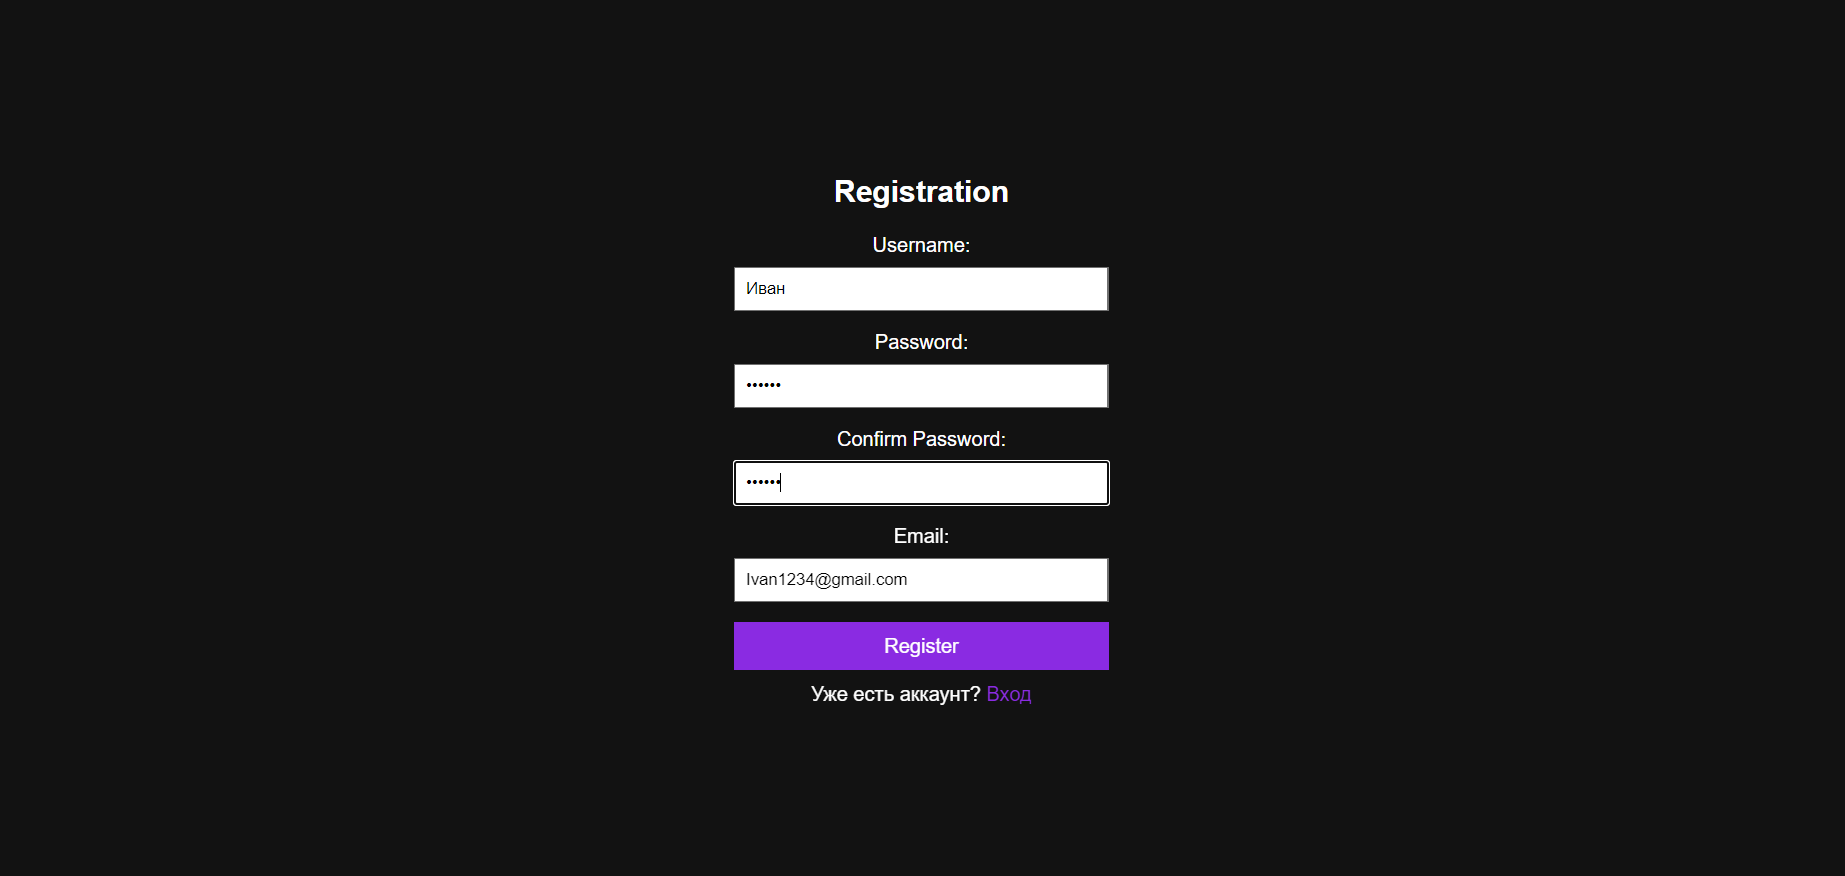 Registration
Username:
Иван
Password:
••••••
Confirm Password:
••••••
Email:
Ivan1234@gmail.com
Register
Уже есть аккаунт? Вход